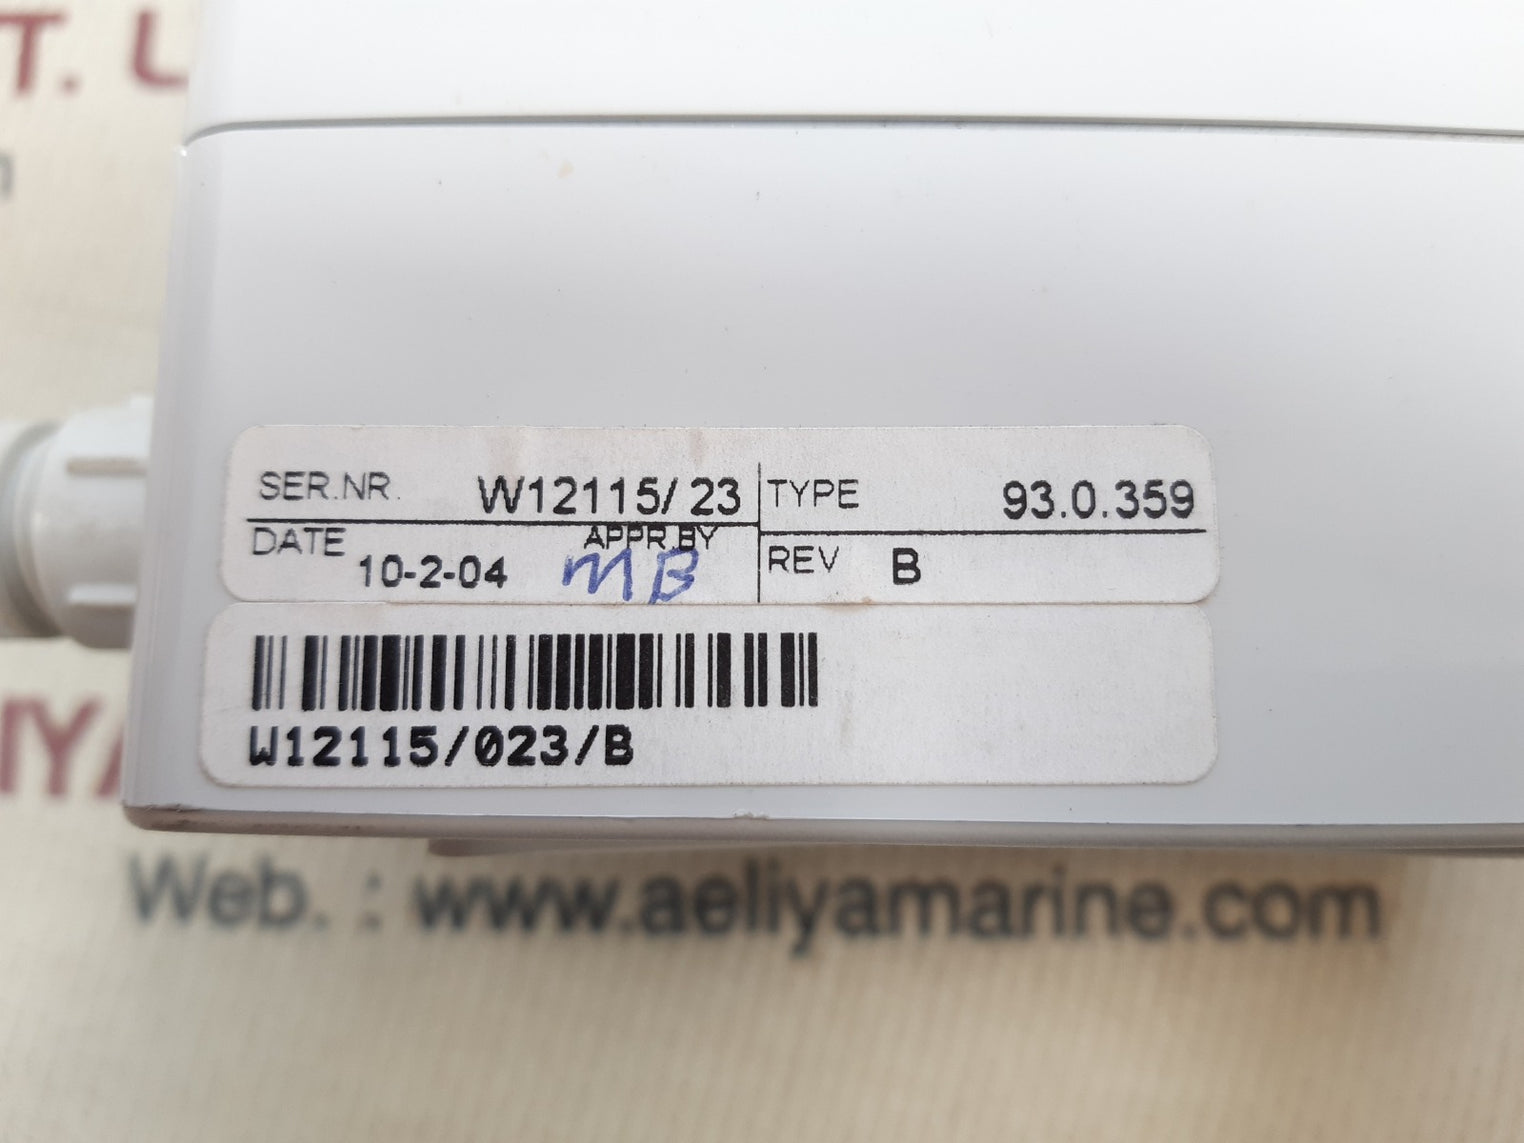 T. L
SER.NR. W12115/ 23 TYPE 93.0.359
DATE 10-2-04 APPR.BY MB REV B
W12115/023/B
IYA
Web. : www.aeliyamarine.com